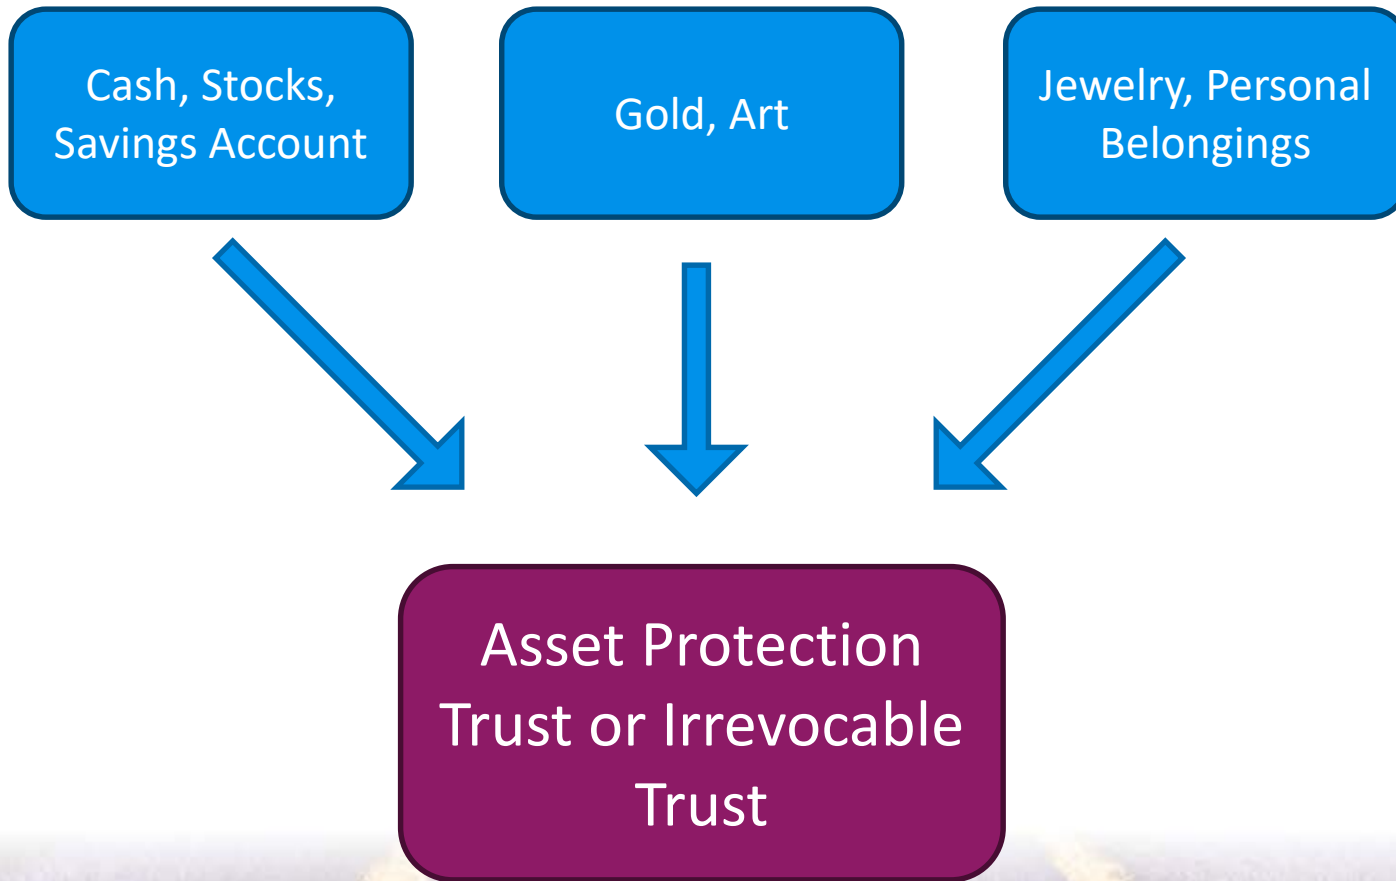 Cash, Stocks,
Savings Account
Gold, Art
Jewelry, Personal
Belongings
Asset Protection
Trust or Irrevocable
Trust